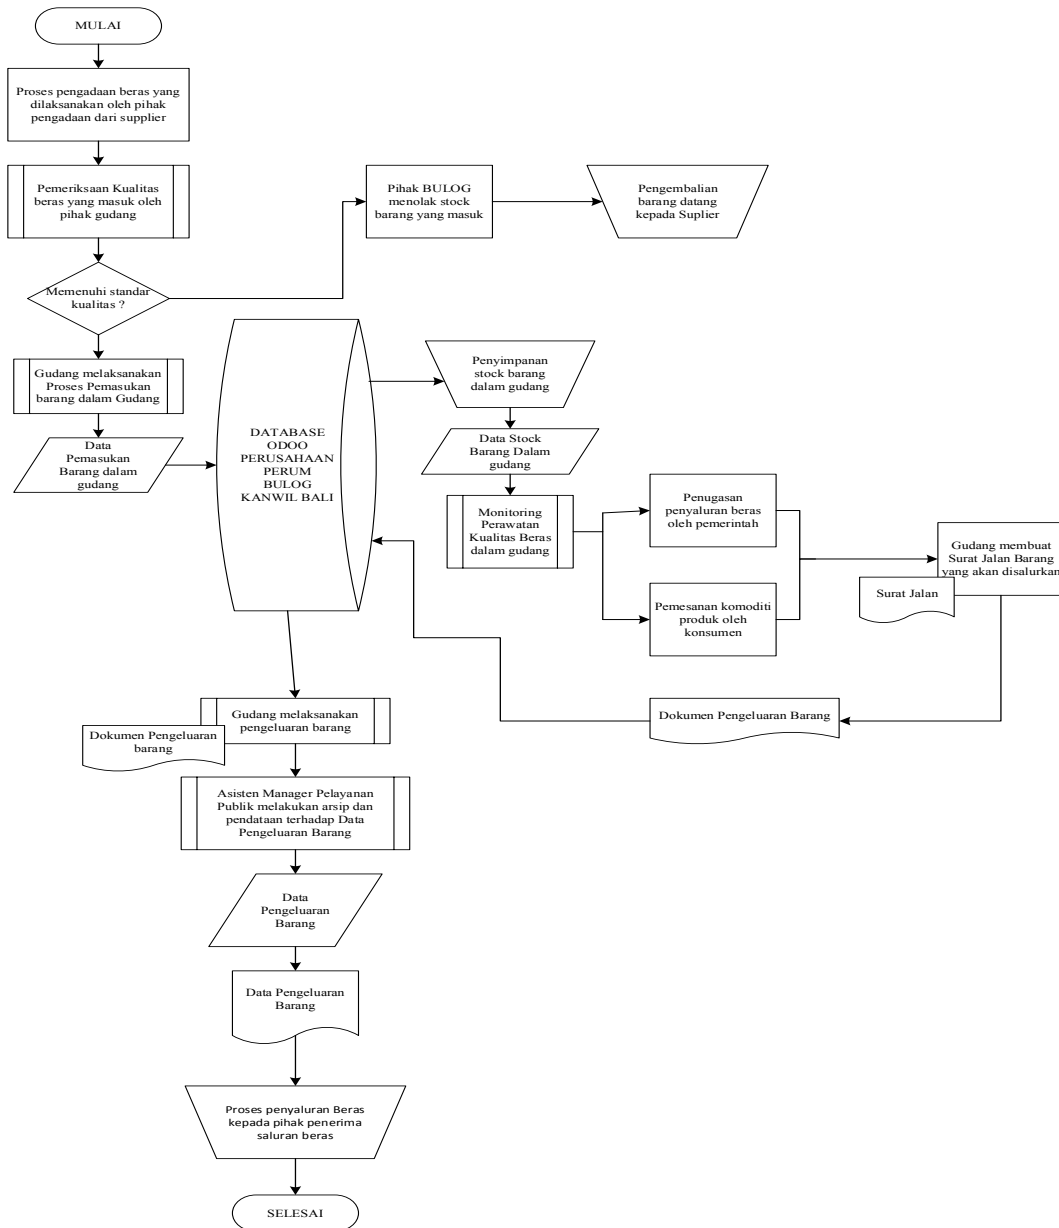 MULAI
Proses pengadaan beras yang
dilaksanakan oleh pihak
pengadaan dari supplier
Pemeriksaan Kualitas
beras yang masuk oleh
pihak gudang
Pihak BULOG
menolak stock
barang yang masuk
Pengembalian
barang datang
kepada Suplier
Memenuhi standar
kualitas ?
Gudang melaksanakan
Proses Pemasukan
barang dalam Gudang
Data
Pemasukan
Barang dalam
gudang
DATABASE
ODOO
PERUSAHAAN
PERUM
BULOG
KANWIL BALI
Penyimpanan
stock barang
dalam gudang
Data Stock
Barang Dalam
gudang
Monitoring
Perawatan
Kualitas Beras
dalam gudang
Penugasan
penyaluran beras
oleh pemerintah
Pemesanan komoditi
produk oleh
konsumen
Gudang membuat
Surat Jalan Barang
yang akan disalurkan
Surat Jalan
Dokumen Pengeluaran Barang
Gudang melaksanakan
pengeluaran barang
Dokumen Pengeluaran
barang
Asisten Manager Pelayanan
Publik melakukan arsip dan
pendataan terhadap Data
Pengeluaran Barang
Data
Pengeluaran
Barang
Data Pengeluaran
Barang
Proses penyaluran Beras
kepada pihak penerima
saluran beras
SELESAI